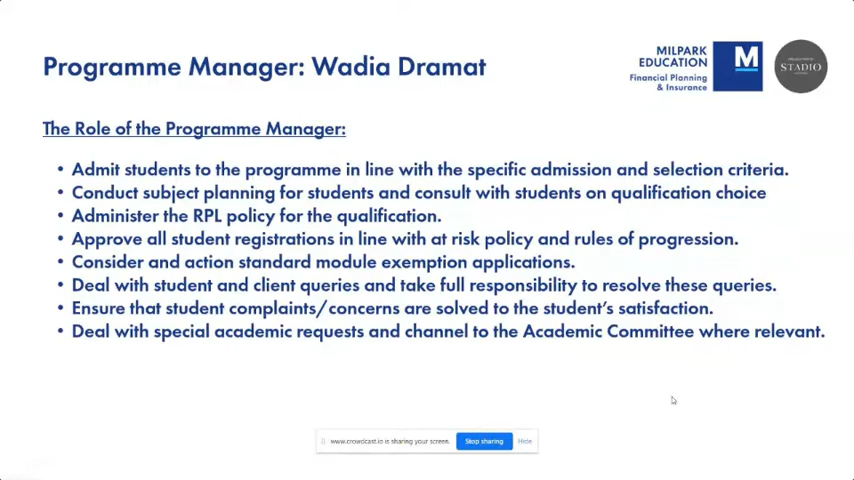 Programme Manager: Wadia Dramat
MILPARK
EDUCATION
Financial Planning
& Insurance
M
STADIO
The Role of the Programme Manager:
• Admit students to the programme in line with the specific admission and selection criteria.
• Conduct subject planning for students and consult with students on qualification choice
• Administer the RPL policy for the qualification.
• Approve all student registrations in line with at risk policy and rules of progression.
• Consider and action standard module exemption applications.
• Deal with student and client queries and take full responsibility to resolve these queries.
• Ensure that student complaints/concerns are solved to the student's satisfaction.
• Deal with special academic requests and channel to the Academic Committee where relevant.
www.crowdcast.io is sharing your screen.
Stop sharing
Hide